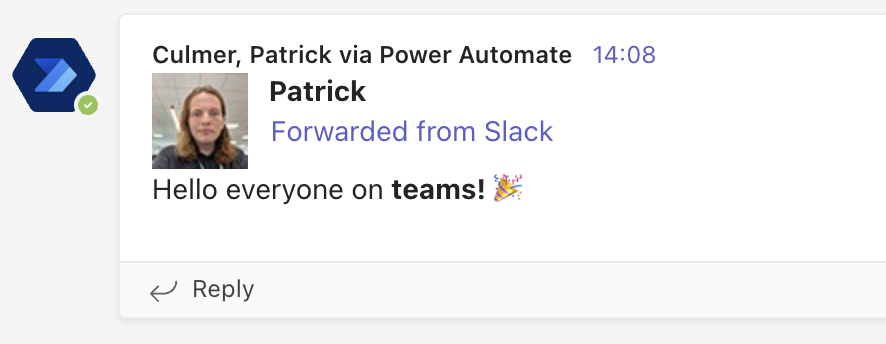 Culmer, Patrick via Power Automate 14:08
Patrick
Forwarded from Slack
Hello everyone on teams! 🎉
Reply